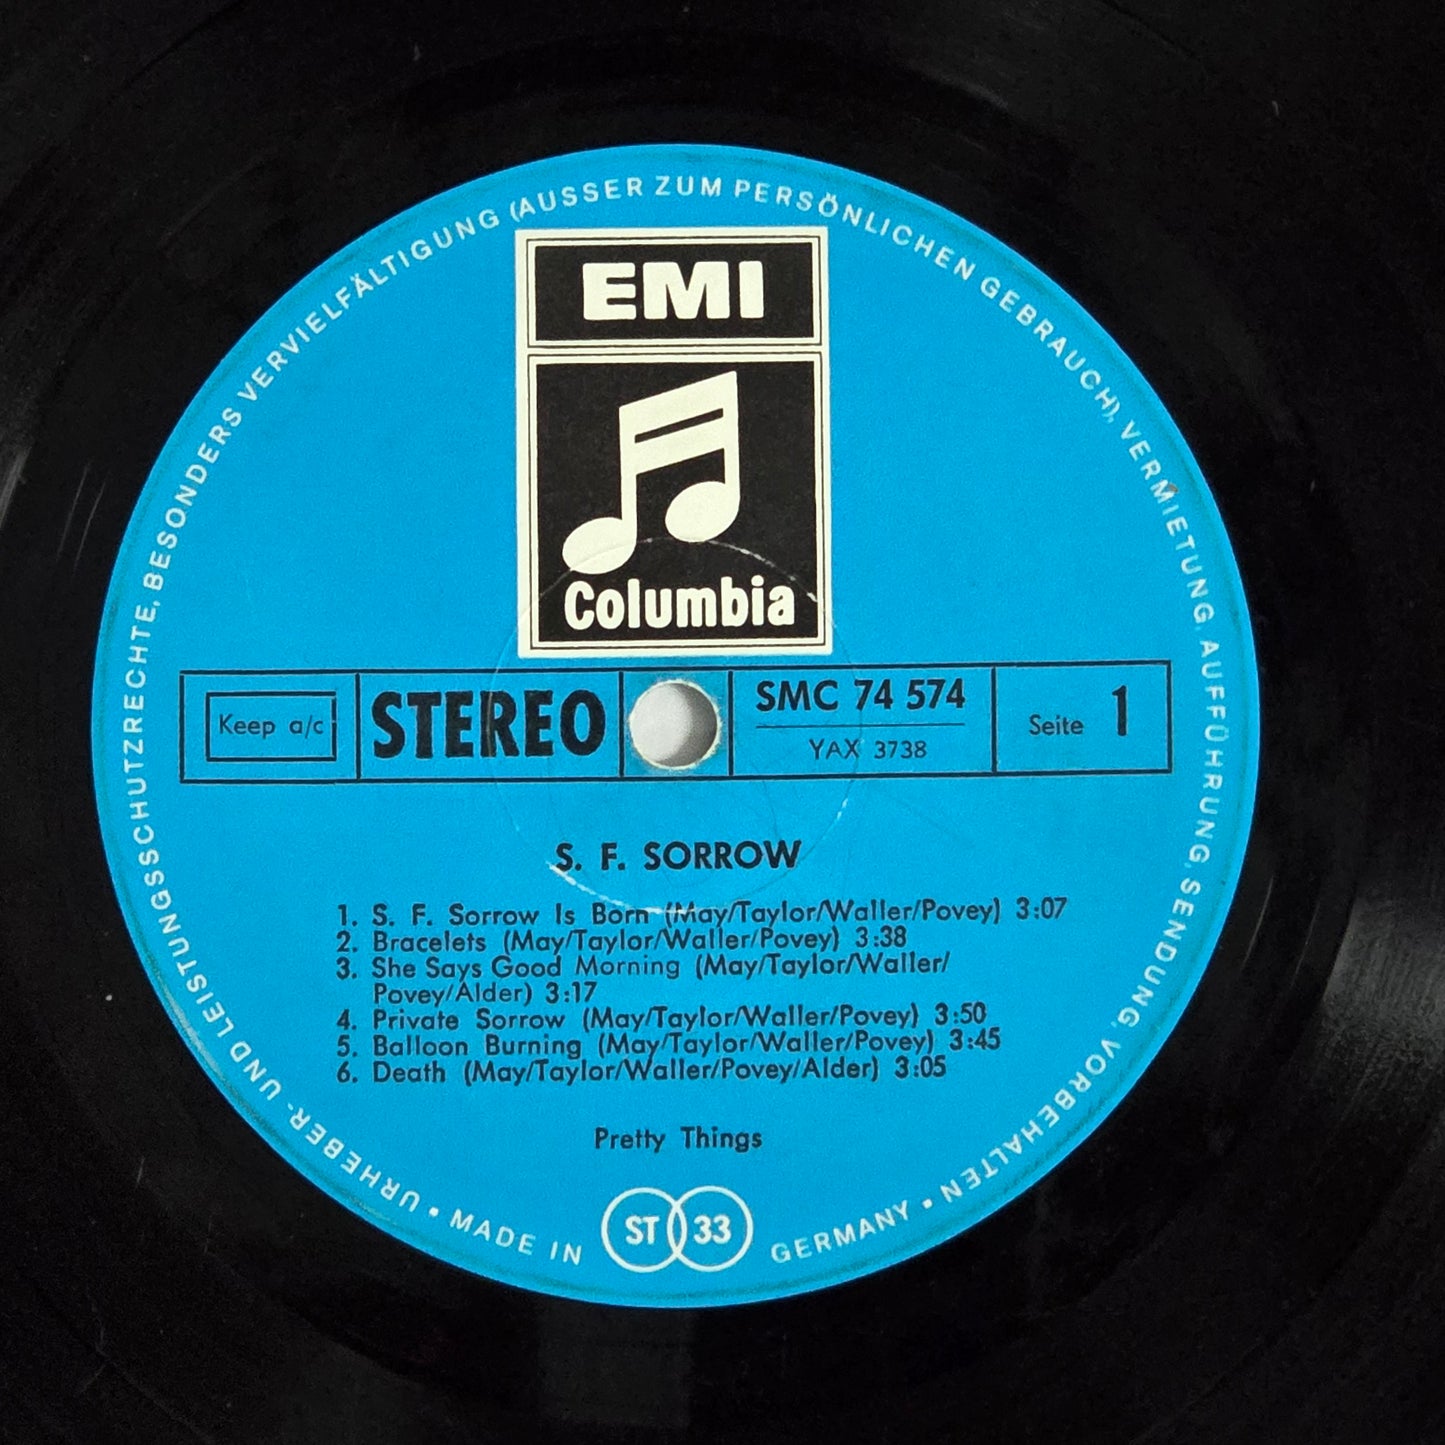 URHEBER- UND LEISTUNGSSCHUTZRECHTE, BESONDERS VERVIELFÄLTIGUNG (AUSSER ZUM PERSÖNLICHEN GEBRAUCH), VERMIETUNG, AUFFÜHRUNG, SENDUNG, VORBEHALTEN •
EMI
Columbia
Keep a/c
STEREO
SMC 74 574
YAX 3738
Seite 1
S. F. SORROW
1. S. F. Sorrow Is Born (May/Taylor/Waller/Povey) 3:07
2. Bracelets (May/Taylor/Waller/Povey) 3:38
3. She Says Good Morning (May/Taylor/Waller/
Povey/Alder) 3:17
4. Private Sorrow (May/Taylor/Waller/Povey) 3:50
5. Balloon Burning (May/Taylor/Waller/Povey) 3:45
6. Death (May/Taylor/Waller/Povey/Alder) 3:05
Pretty Things
• MADE IN GERMANY
ST 33